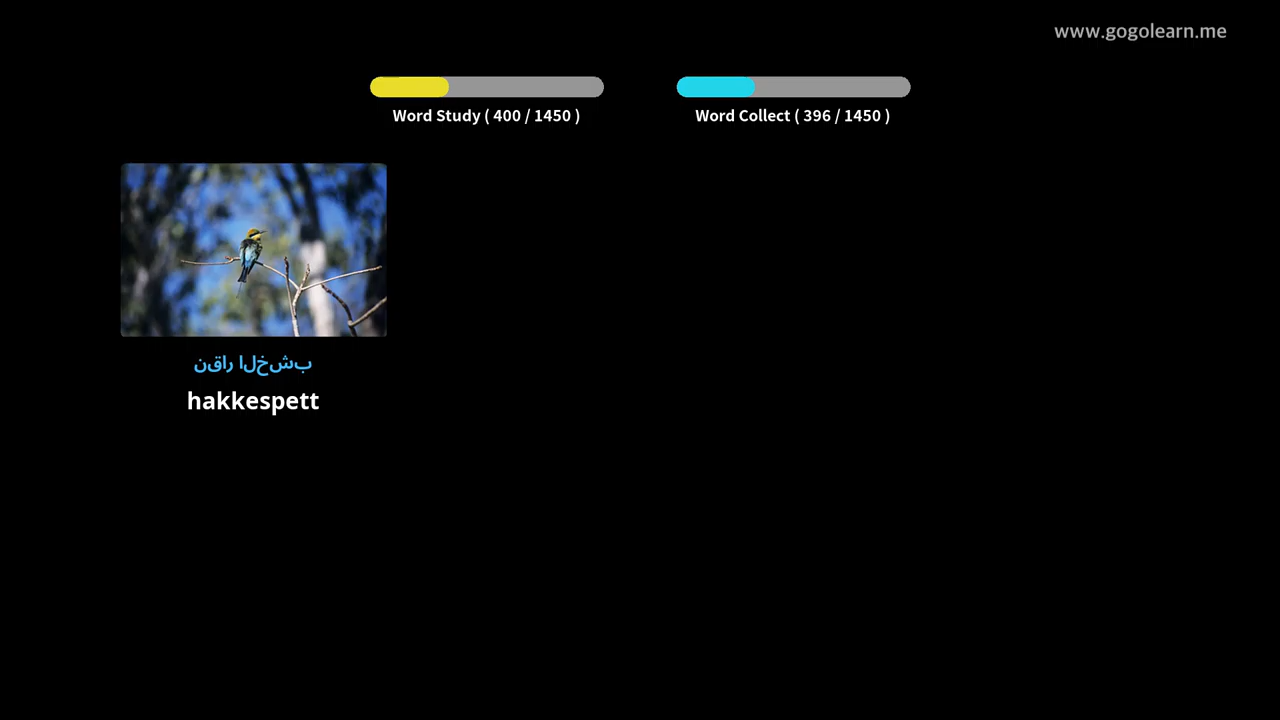 www.gogolearn.me
Word Study ( 400 / 1450 )
Word Collect ( 396 / 1450 )
نقار الخشب
hakkespett